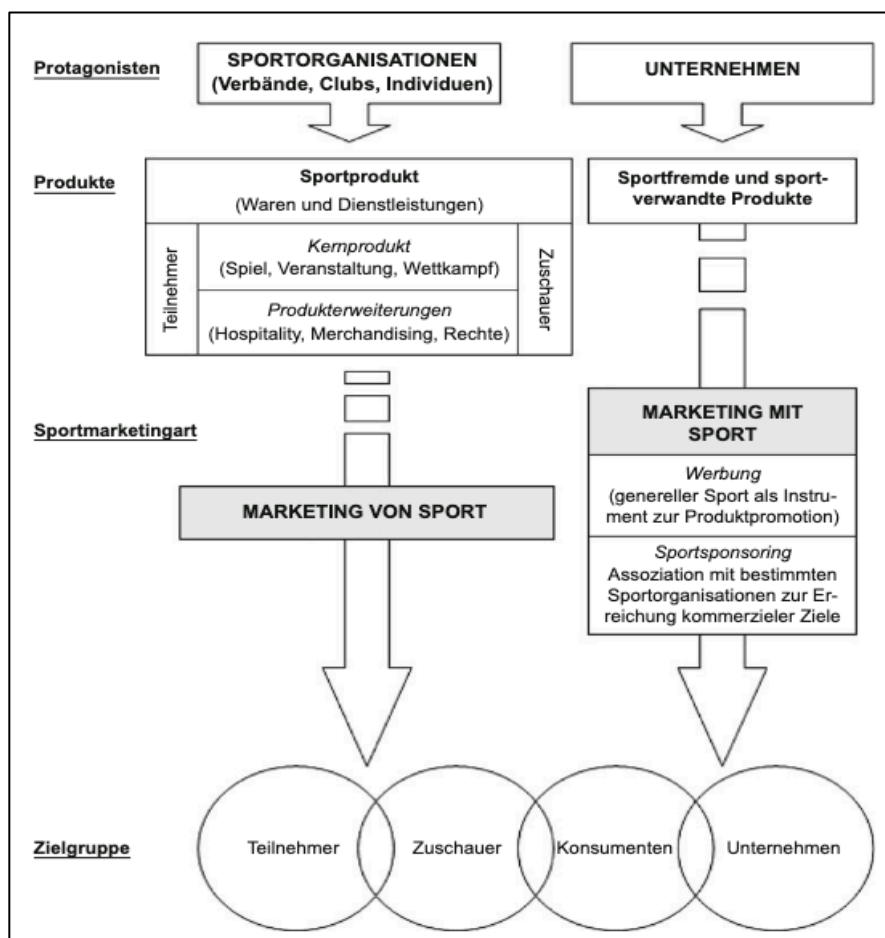 Protagonisten
SPORTORGANISATIONEN
(Verbände, Clubs, Individuen)
UNTERNEHMEN
Produkte
Sportprodukt
(Waren und Dienstleistungen)
Teilnehmer
Kernprodukt
(Spiel, Veranstaltung, Wettkampf)
Produkterweiterungen
(Hospitality, Merchandising, Rechte)
Zuschauer
Sportfremde und sport-
verwandte Produkte
Sportmarketingart
MARKETING VON SPORT
MARKETING MIT
SPORT
Werbung
(genereller Sport als Instru-
ment zur Produktpromotion)
Sportsponsoring
Assoziation mit bestimmten
Sportorganisationen zur Er-
reichung kommerzieler Ziele
Zielgruppe
Teilnehmer
Zuschauer
Konsumenten
Unternehmen